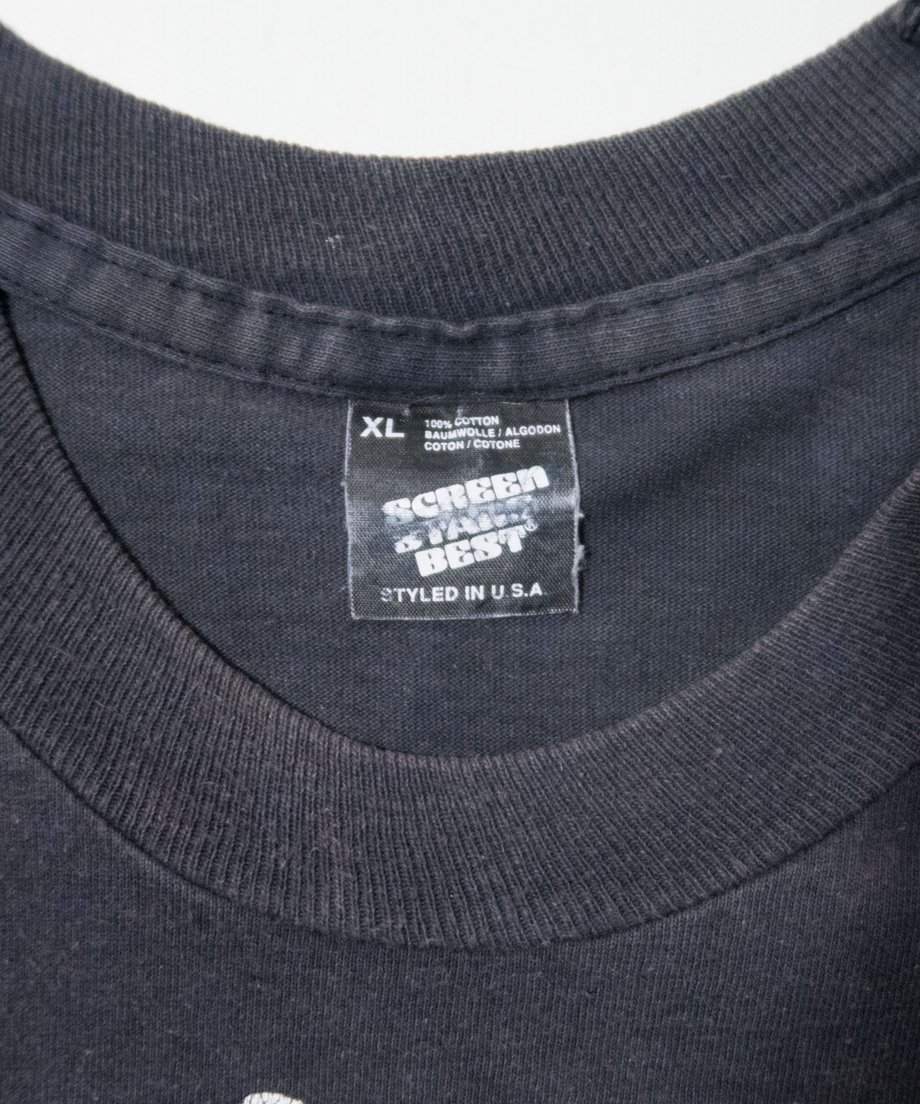 XL
100% COTTON
BAUMWOLLE / ALGODON
COTON / COTONE
SCREEN
STARS
BEST®
STYLED IN U.S.A.